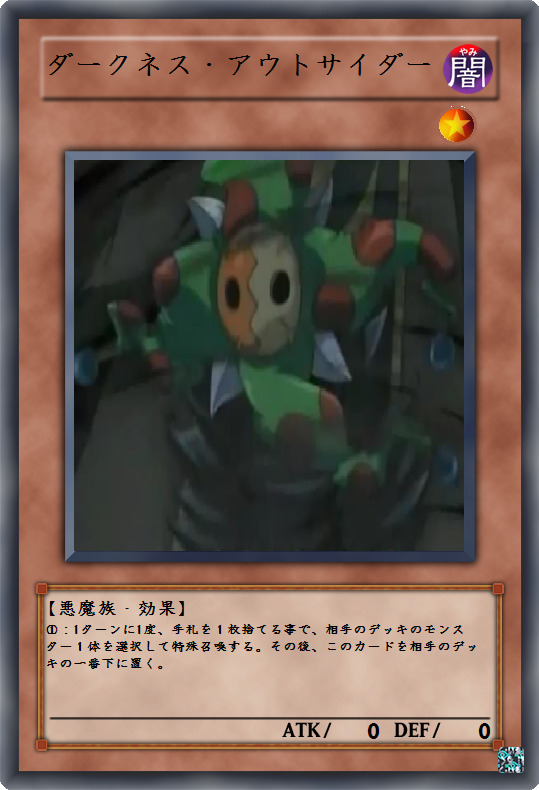 ダークネス・アウトサイダー
やみ
闇
【悪魔族‐効果】
①：1ターンに1度、手札を１枚捨てる事で、相手のデッキのモンス
ター１体を選択して特殊召喚する。その後、このカードを相手のデッ
キの一番下に置く。
ATK/ 0 DEF/ 0